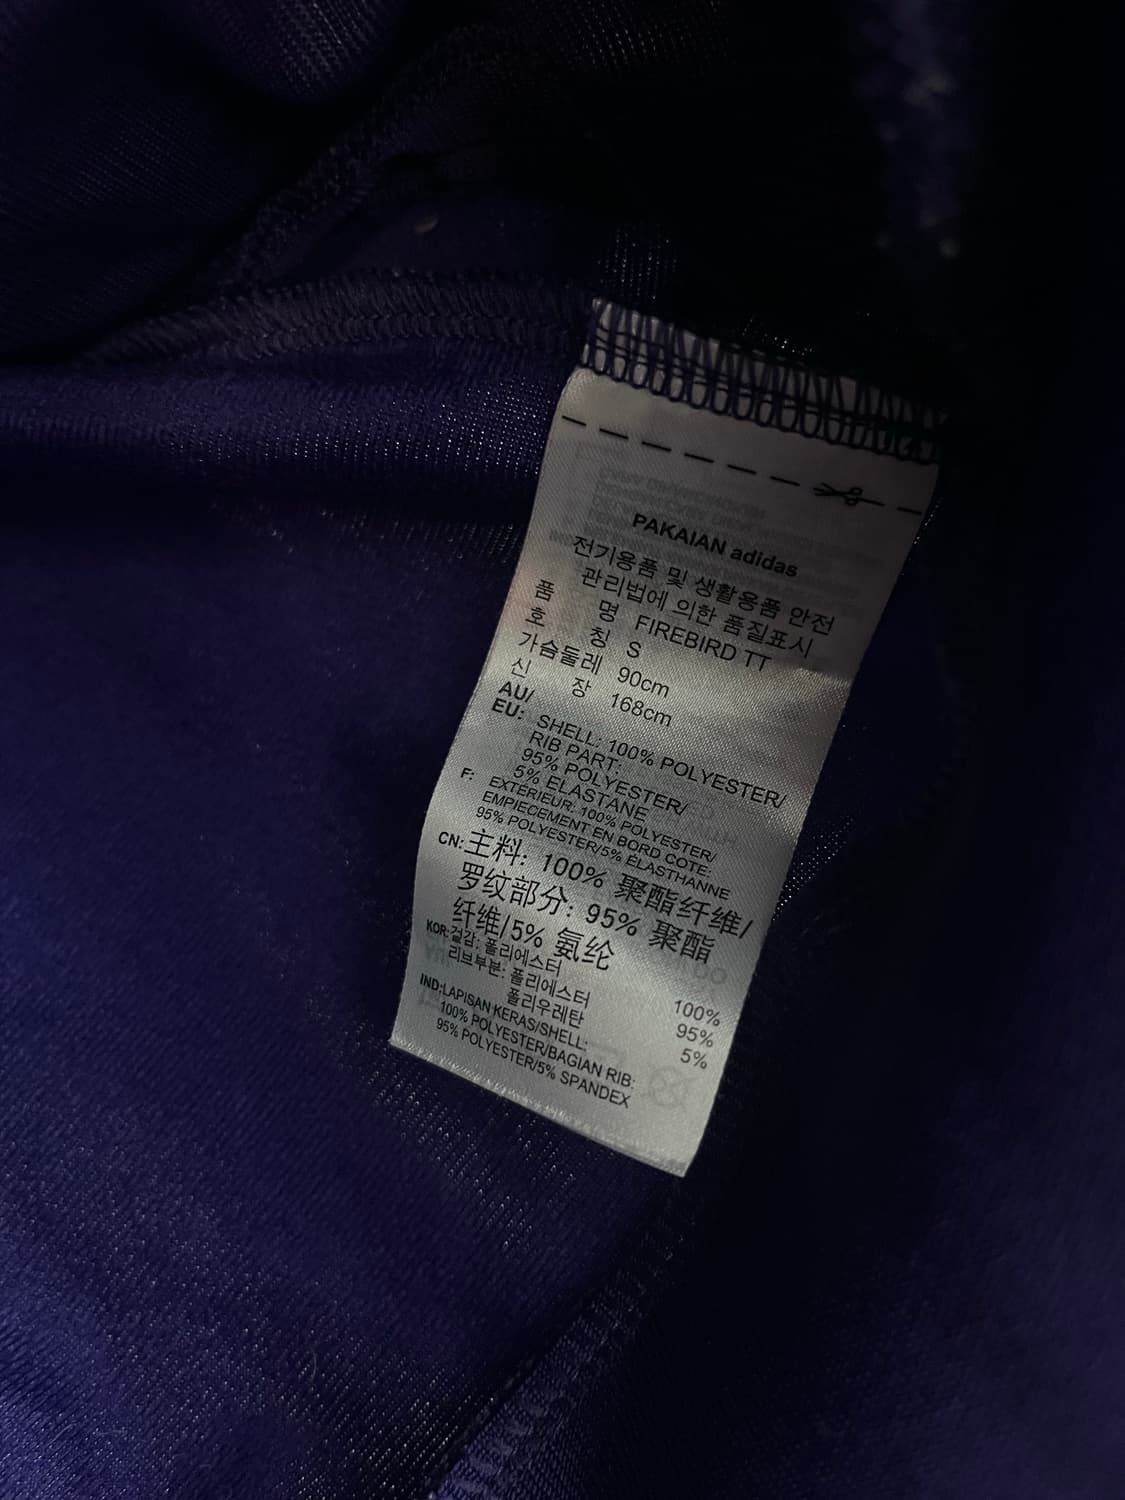 PAKAIAN adidas
전기용품 및 생활용품 안전
관리법에 의한 품질표시
품 명 FIREBIRD TT
호 칭 S
가슴둘레 90cm
신 장 168cm
AU/
EU: SHELL: 100% POLYESTER/
RIB PART:
95% POLYESTER/
5% ELASTANE
F: EXTÉRIEUR: 100% POLYESTER/
EMPIECEMENT EN BORD COTE:
95% POLYESTER/5% ÉLASTHANNE
CN: 主料: 100% 聚酯纤维/
罗纹部分: 95% 聚酯
纤维/5% 氨纶
KOR: 겉감: 폴리에스터 100%
리브부분: 폴리에스터 95%
폴리우레탄 5%
IND: LAPISAN KERAS/SHELL:
100% POLYESTER/BAGIAN RIB:
95% POLYESTER/5% SPANDEX